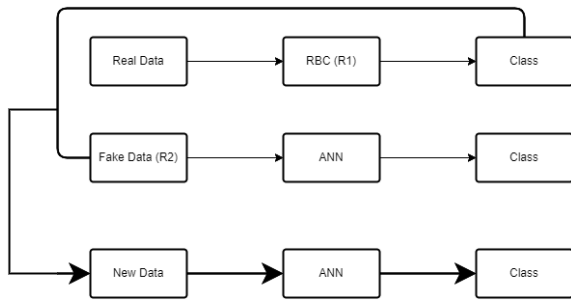 Real Data
RBC (R1)
Class
Fake Data (R2)
ANN
Class
New Data
ANN
Class